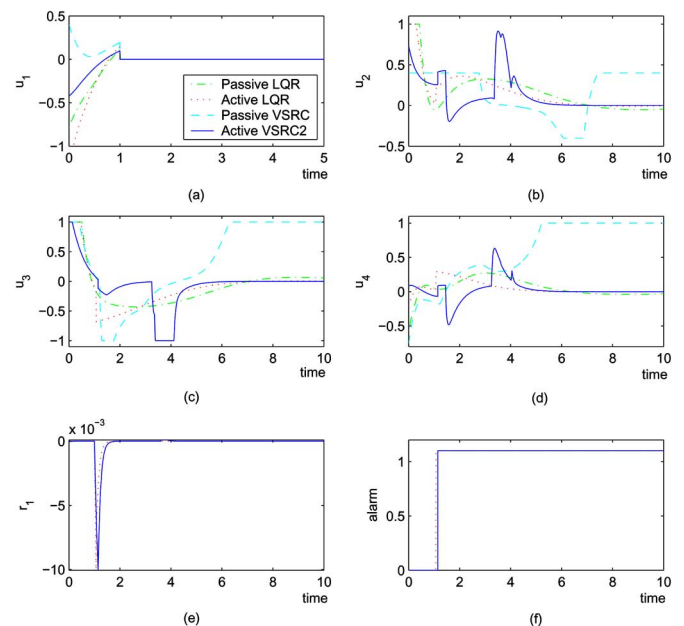 0.5
0
−0.5
−1
u1
0 1 2 3 4 5
time
Passive LQR
Active LQR
Passive VSRC
Active VSRC2
(a)
1
0.5
0
−0.5
u2
0 2 4 6 8 10
time
(b)
1
0.5
0
−0.5
−1
u3
0 2 4 6 8 10
time
(c)
1
0.5
0
−0.5
u4
0 2 4 6 8 10
time
(d)
x 10−3
0
−5
−10
r1
0 2 4 6 8 10
time
(e)
1
0.5
0
alarm
0 2 4 6 8 10
time
(f)